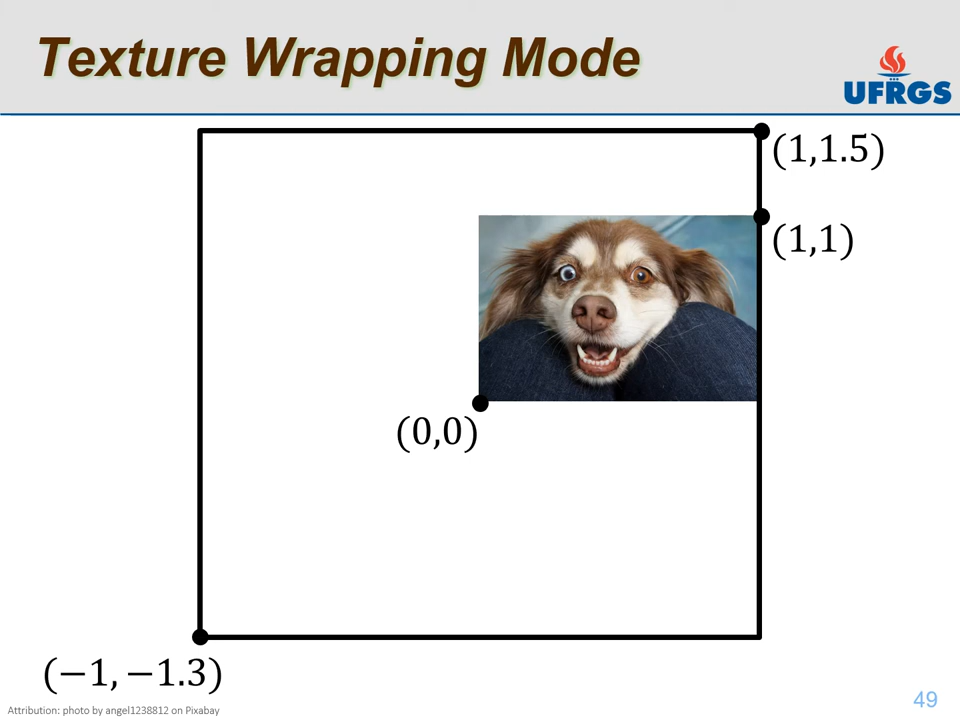 Texture Wrapping Mode
UFRGS
(1,1.5)
(1,1)
(0,0)
(−1, −1.3)
Attribution: photo by angel1238812 on Pixabay
49